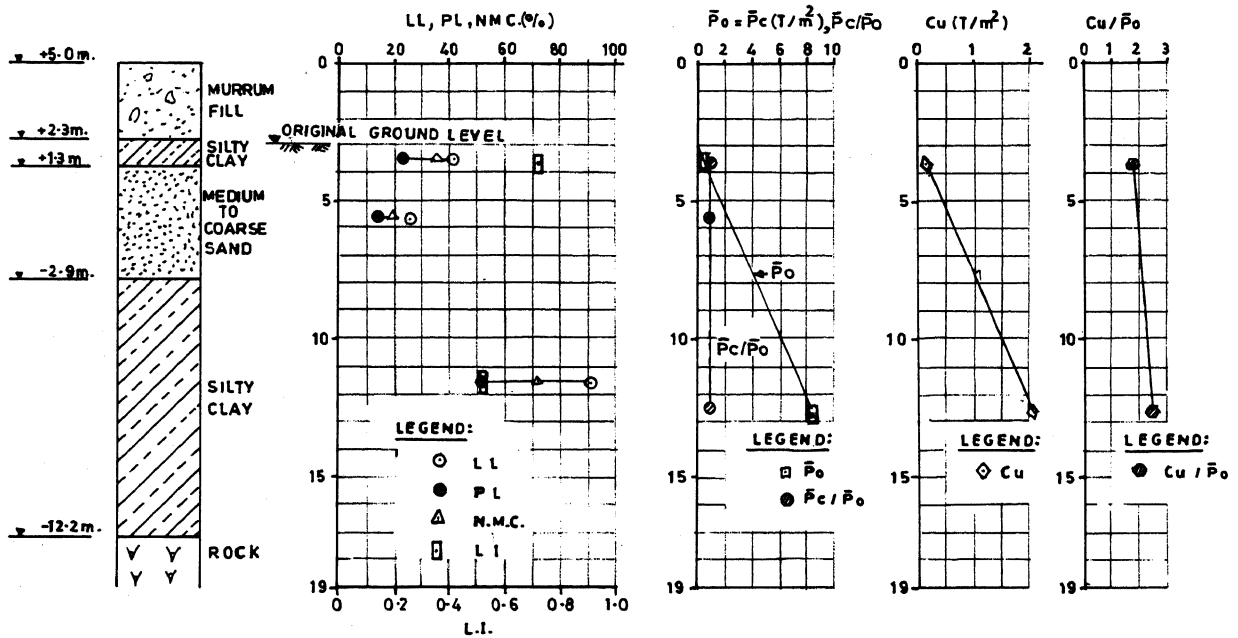 LL, PL, NMC.(%)
0 20 40 60 80 100
P̄o = P̄c (T/m²), P̄c/P̄o
0 2 4 6 8 10
Cu (T/m²)
0 1 2
Cu/P̄o
0 1 2 3
+5·0m.
+2·3m.
+1·3m
-2·9m.
-12·2m.
MURRUM
FILL
ORIGINAL GROUND LEVEL
SILTY
CLAY
MEDIUM
TO
COARSE
SAND
SILTY
CLAY
ROCK
0
5
10
15
19
0 0·2 0·4 0·6 0·8 1·0
L.I.
LEGEND:
LL
PL
N.M.C.
LI
0
5
10
15
19
P̄o
P̄c/P̄o
LEGEND:
P̄o
P̄c/P̄o
0
5
10
15
19
LEGEND:
Cu
0
5
10
15
19
LEGEND:
Cu/P̄o